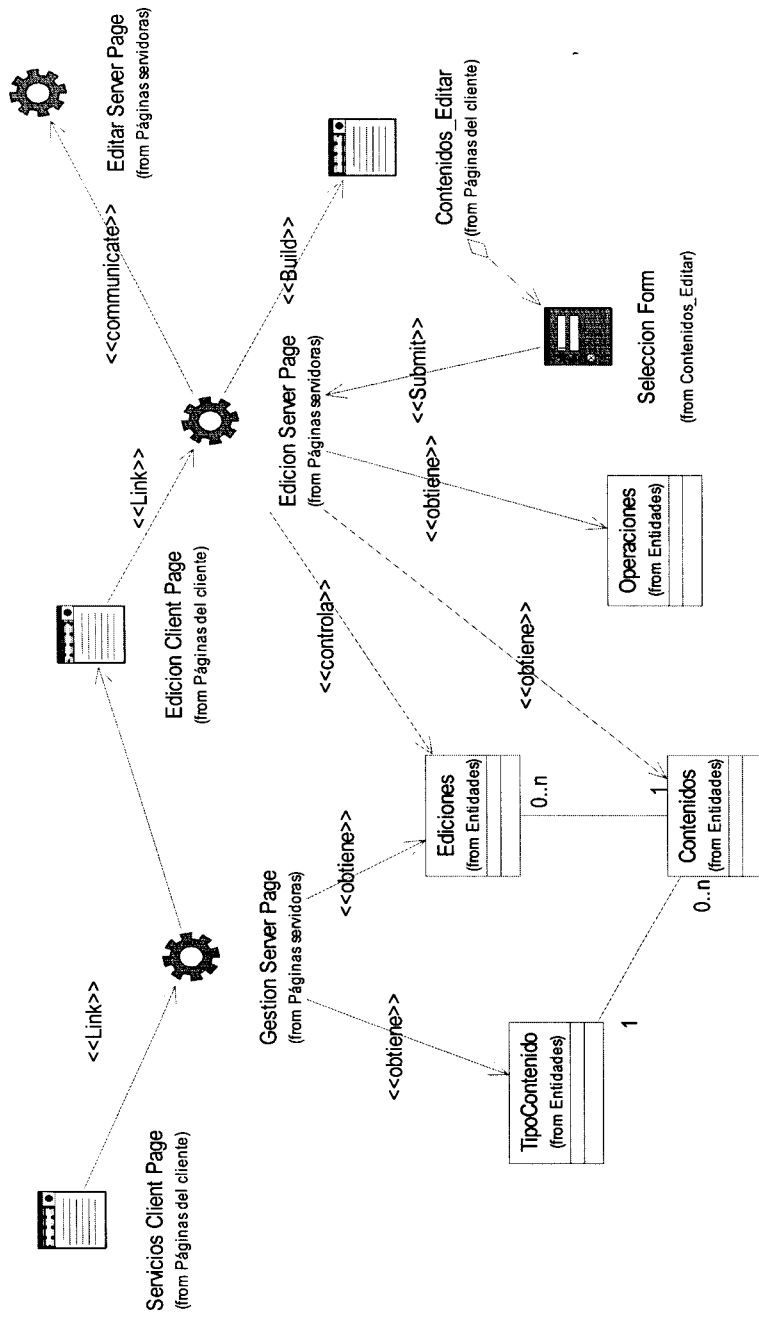 Servicios Client Page
(from Páginas del cliente)
<<Link>>
Gestion Server Page
(from Páginas servidoras)
Edicion Client Page
(from Páginas del cliente)
<<Link>>
Edicion Server Page
(from Páginas servidoras)
<<communicate>>
Editar Server Page
(from Páginas servidoras)
<<Build>>
Contenidos_Editar
(from Páginas del cliente)
<<Submit>>
Seleccion Form
(from Contenidos_Editar)
<<obtiene>>
Operaciones
(from Entidades)
<<controla>>
<<obtiene>>
<<obtiene>>
Ediciones
(from Entidades)
<<obtiene>>
TipoContenido
(from Entidades)
0..n
1
Contenidos
(from Entidades)
0..n
1